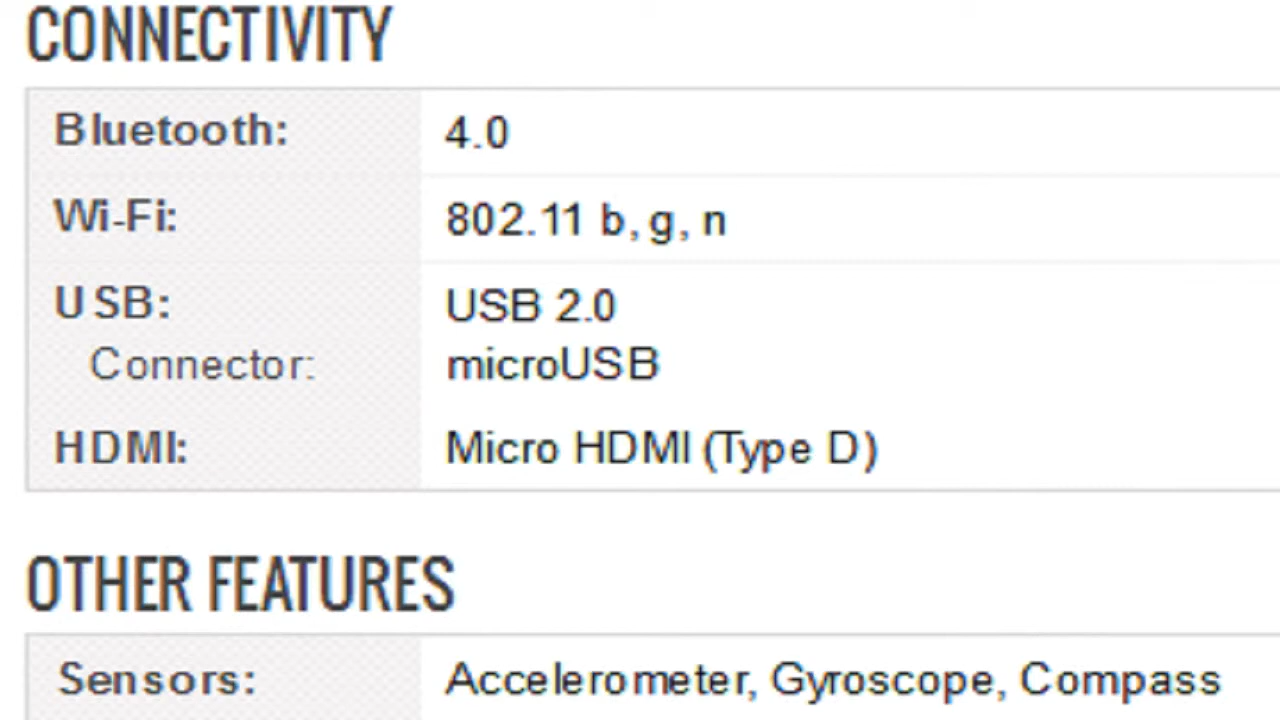 CONNECTIVITY
Bluetooth: 4.0
Wi-Fi: 802.11 b, g, n
USB: USB 2.0
Connector: microUSB
HDMI: Micro HDMI (Type D)
OTHER FEATURES
Sensors: Accelerometer, Gyroscope, Compass